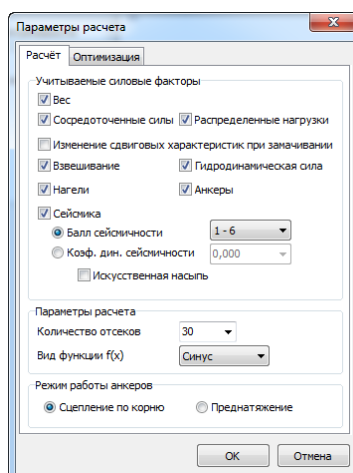 Параметры расчета
Расчёт Оптимизация
Учитываемые силовые факторы
Вес
Сосредоточенные силы Распределенные нагрузки
Изменение сдвиговых характеристик при замачивании
Взвешивание Гидродинамическая сила
Нагели Анкеры
Сейсмика
Балл сейсмичности 1 - 6
Коэф. дин. сейсмичности 0,000
Искусственная насыпь
Параметры расчета
Количество отсеков 30
Вид функции f(x) Синус
Режим работы анкеров
Сцепление по корню Преднатяжение
ОК Отмена